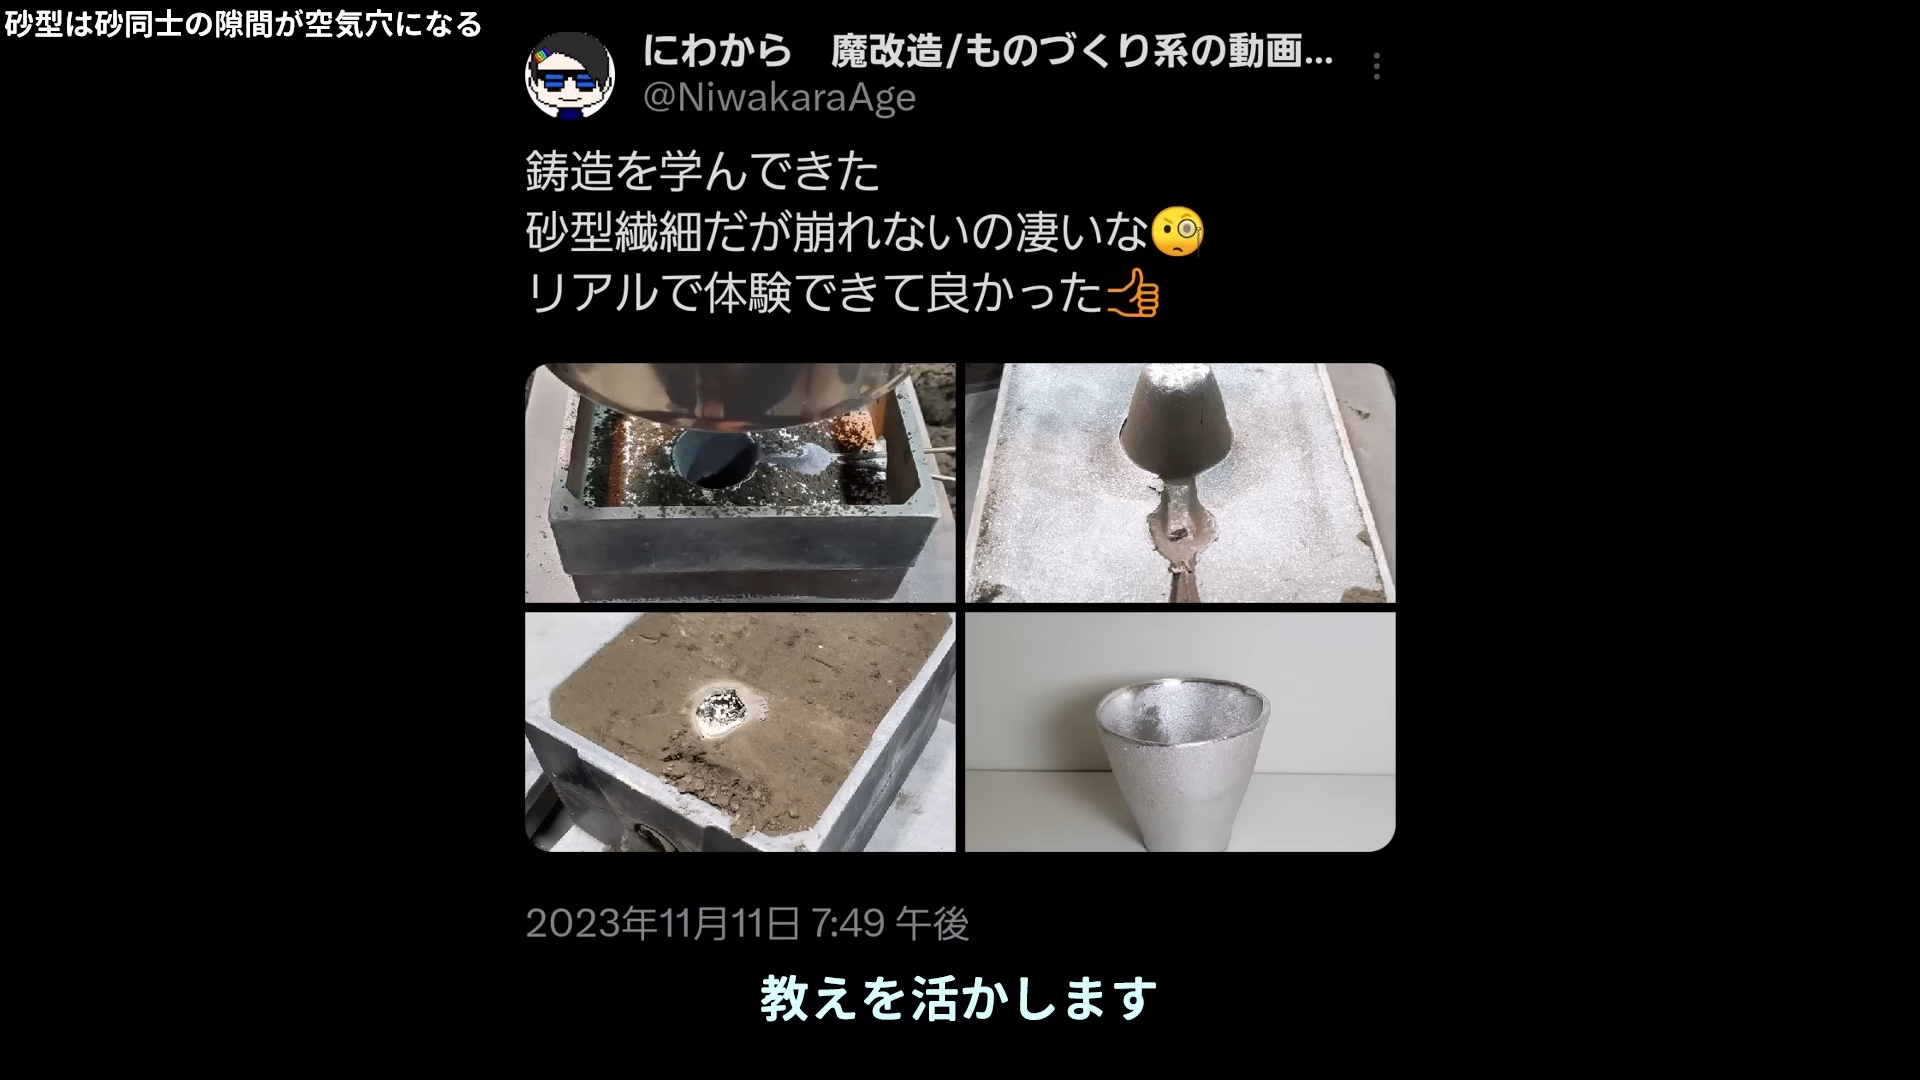 砂型は砂同士の隙間が空気穴になる
にわから　魔改造/ものづくり系の動画...
@NiwakaraAge
鋳造を学んできた
砂型繊細だが崩れないの凄いな🧐
リアルで体験できて良かった👍
2023年11月11日 7:49 午後
教えを活かします